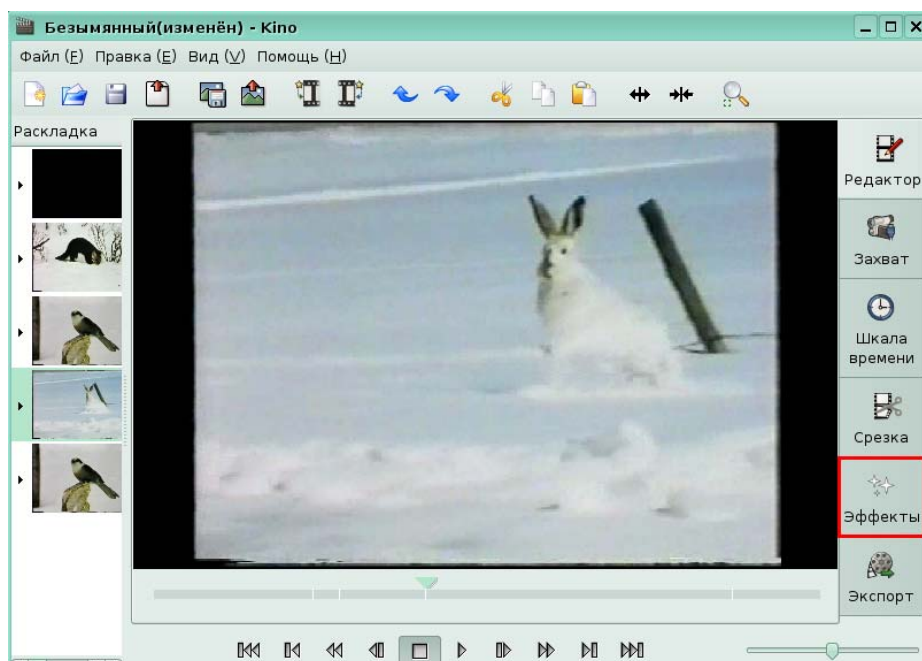 Безымянный(изменён) - Kino
Файл (F) Правка (E) Вид (V) Помощь (H)
Раскладка
Редактор
Захват
Шкала
времени
Срезка
Эффекты
Экспорт